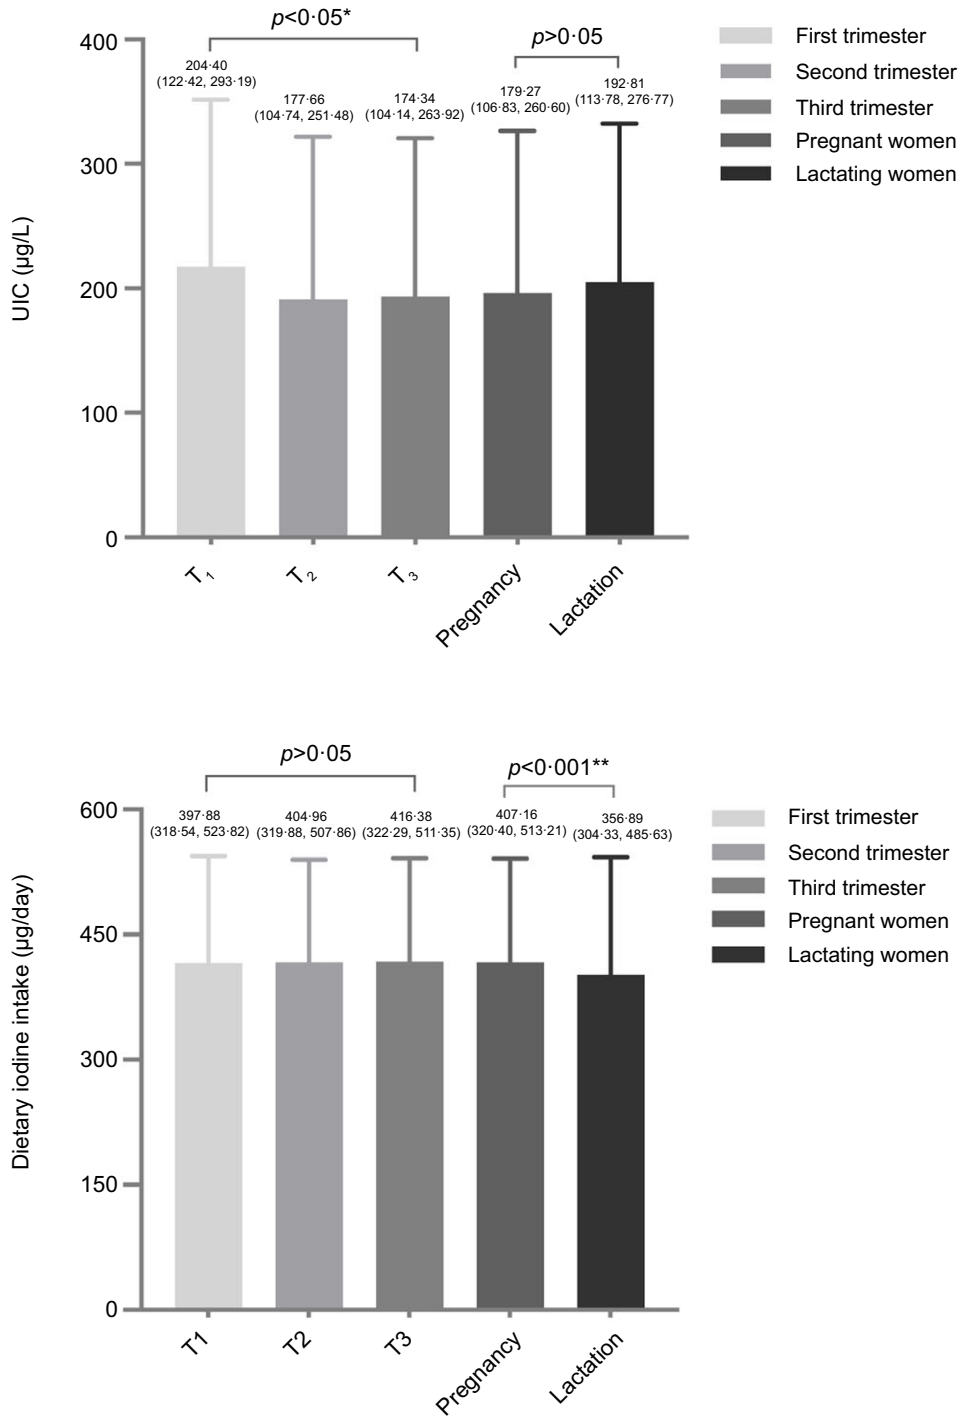 p<0·05*
p>0·05
400
300
200
100
0
UIC (µg/L)
204·40
(122·42, 293·19)
177·66
(104·74, 251·48)
174·34
(104·14, 263·92)
179·27
(106·83, 260·60)
192·81
(113·78, 276·77)
T1
T2
T3
Pregnancy
Lactation
First trimester
Second trimester
Third trimester
Pregnant women
Lactating women
p>0·05
p<0·001**
600
450
300
150
0
Dietary iodine intake (µg/day)
397·88
(318·54, 523·82)
404·96
(319·88, 507·86)
416·38
(322·29, 511·35)
407·16
(320·40, 513·21)
356·89
(304·33, 485·63)
T1
T2
T3
Pregnancy
Lactation
First trimester
Second trimester
Third trimester
Pregnant women
Lactating women